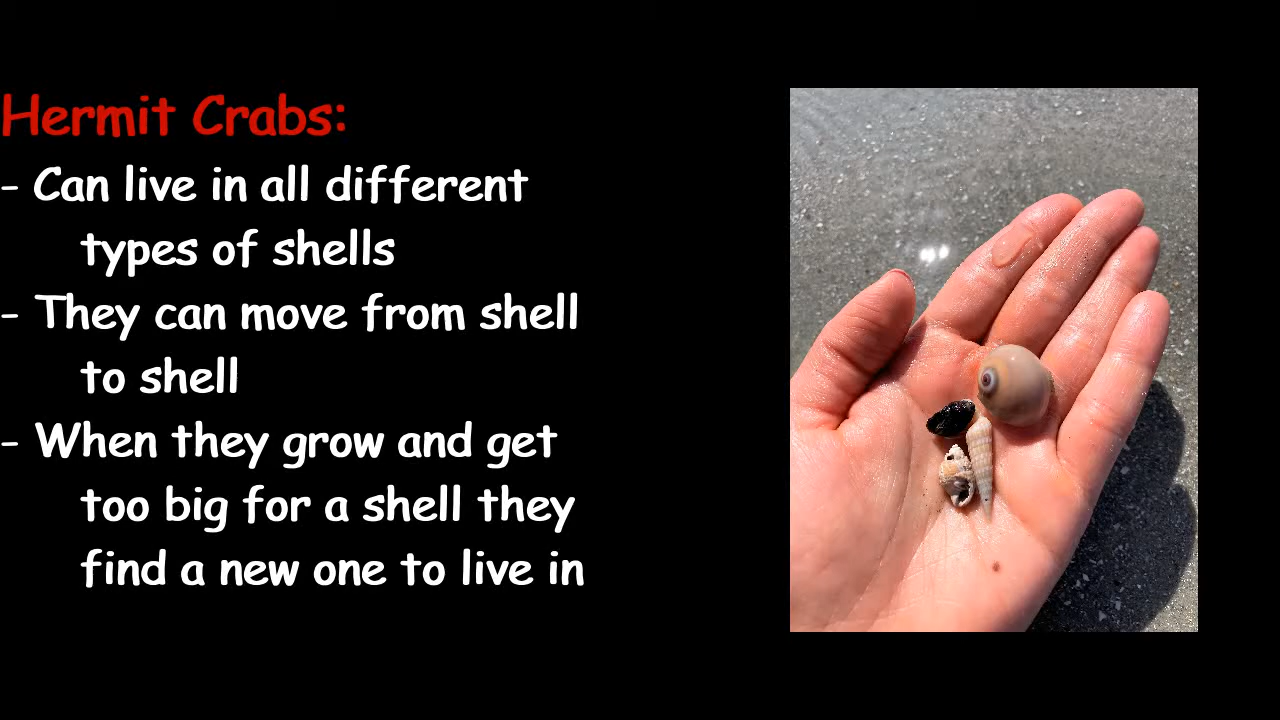 Hermit Crabs:
- Can live in all different
types of shells
- They can move from shell
to shell
- When they grow and get
too big for a shell they
find a new one to live in